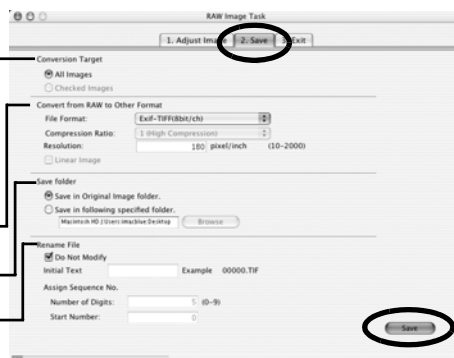 RAW Image Task
1. Adjust Image 2. Save 3. Exit
Conversion Target
All Images
Checked Images
Convert from RAW to Other Format
File Format: Exif-TIFF(8bit/ch)
Compression Ratio: 1 (High Compression)
Resolution: 180 pixel/inch (10-2000)
Linear Image
Save folder
Save in Original Image folder.
Save in following specified folder.
Macintosh HD :Users: Desktop Browse
Rename File
Do Not Modify
Initial Text Example 00000.TIF
Assign Sequence No.
Number of Digits: 5 (0-9)
Start Number: 0
Save